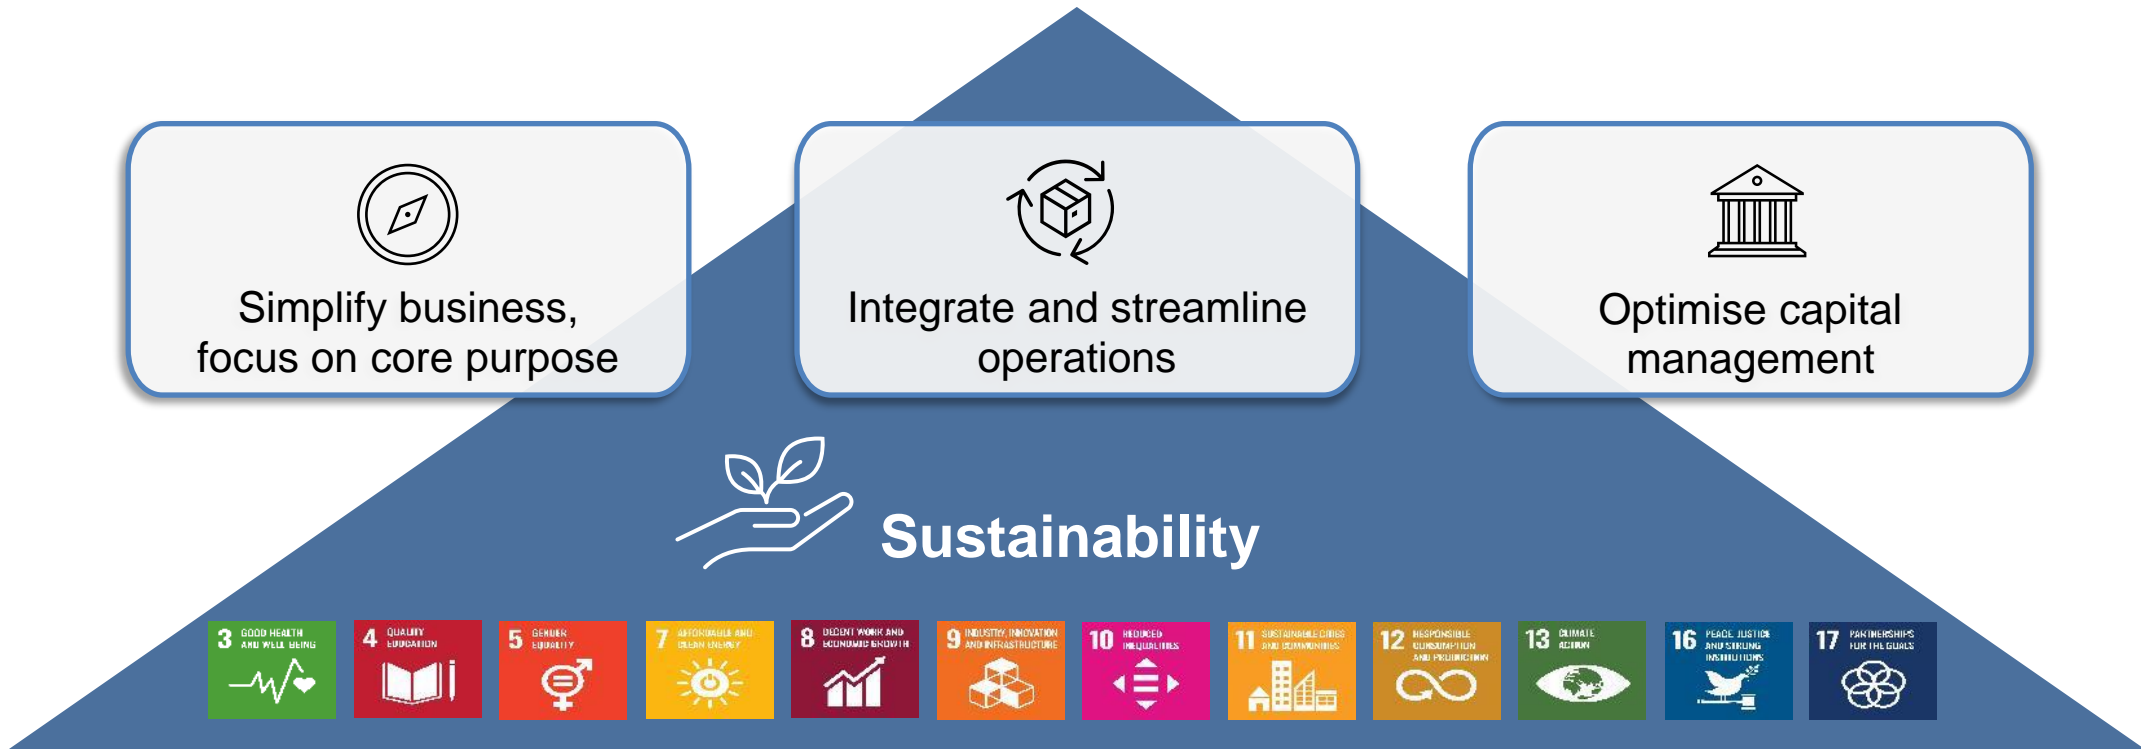 Simplify business,
focus on core purpose
Integrate and streamline
operations
Optimise capital
management
Sustainability
3 GOOD HEALTH
AND WELL BEING
4 QUALITY
EDUCATION
5 GENDER
EQUALITY
7 AFFORDABLE AND
CLEAN ENERGY
8 DECENT WORK AND
ECONOMIC GROWTH
9 INDUSTRY, INNOVATION
AND INFRASTRUCTURE
10 REDUCED
INEQUALITIES
11 SUSTAINABLE CITIES
AND COMMUNITIES
12 RESPONSIBLE
CONSUMPTION
AND PRODUCTION
13 CLIMATE
ACTION
16 PEACE, JUSTICE
AND STRONG
INSTITUTIONS
17 PARTNERSHIPS
FOR THE GOALS